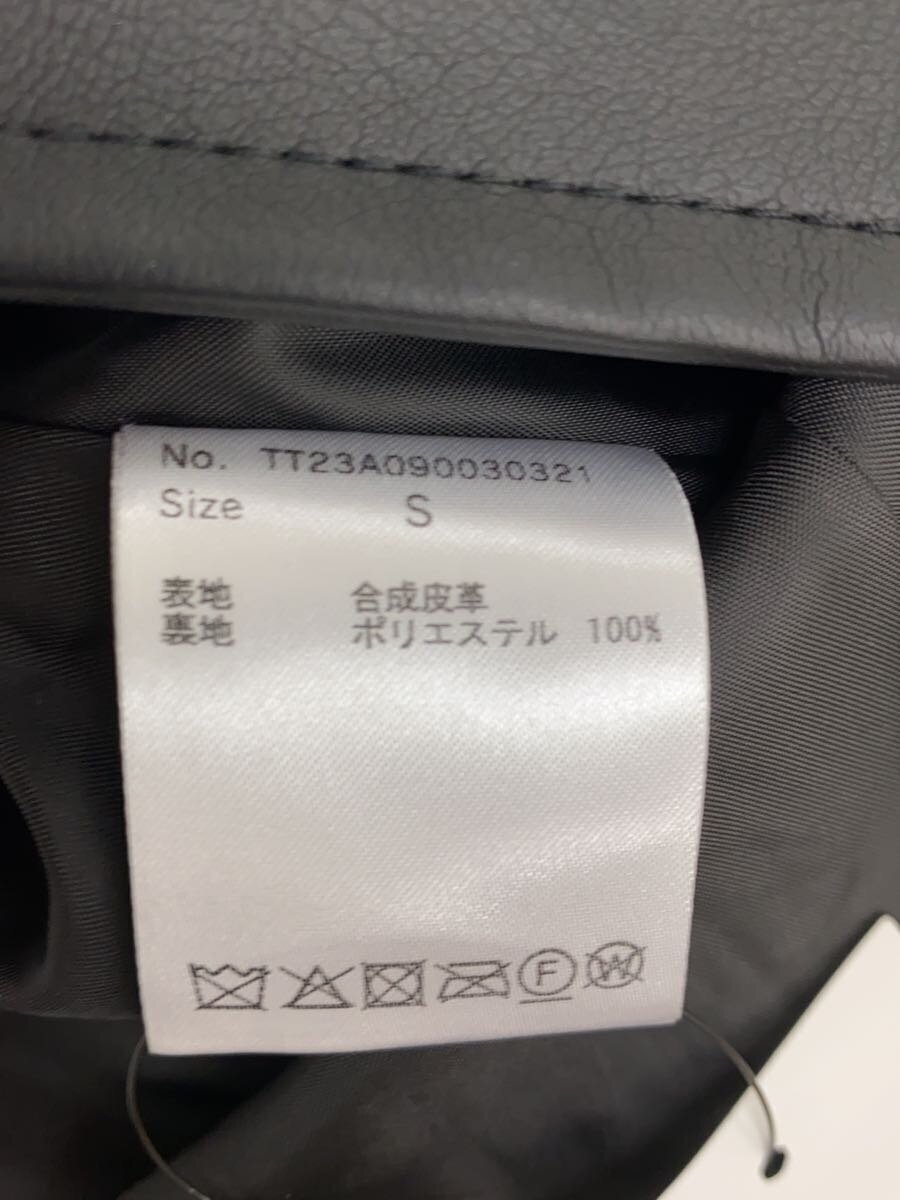 No. TT23A090030321
Size S
表地 合成皮革
裏地 ポリエステル 100%
F W